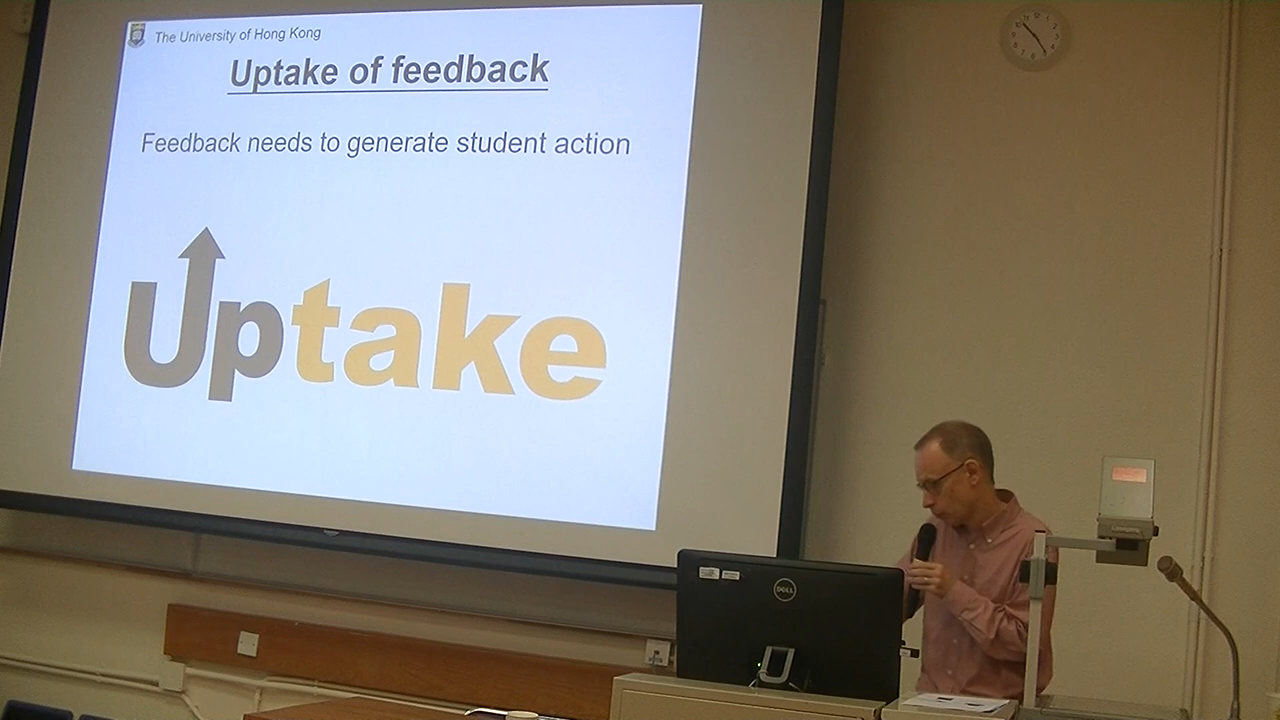 The University of Hong Kong
Uptake of feedback
Feedback needs to generate student action
Uptake
DELL